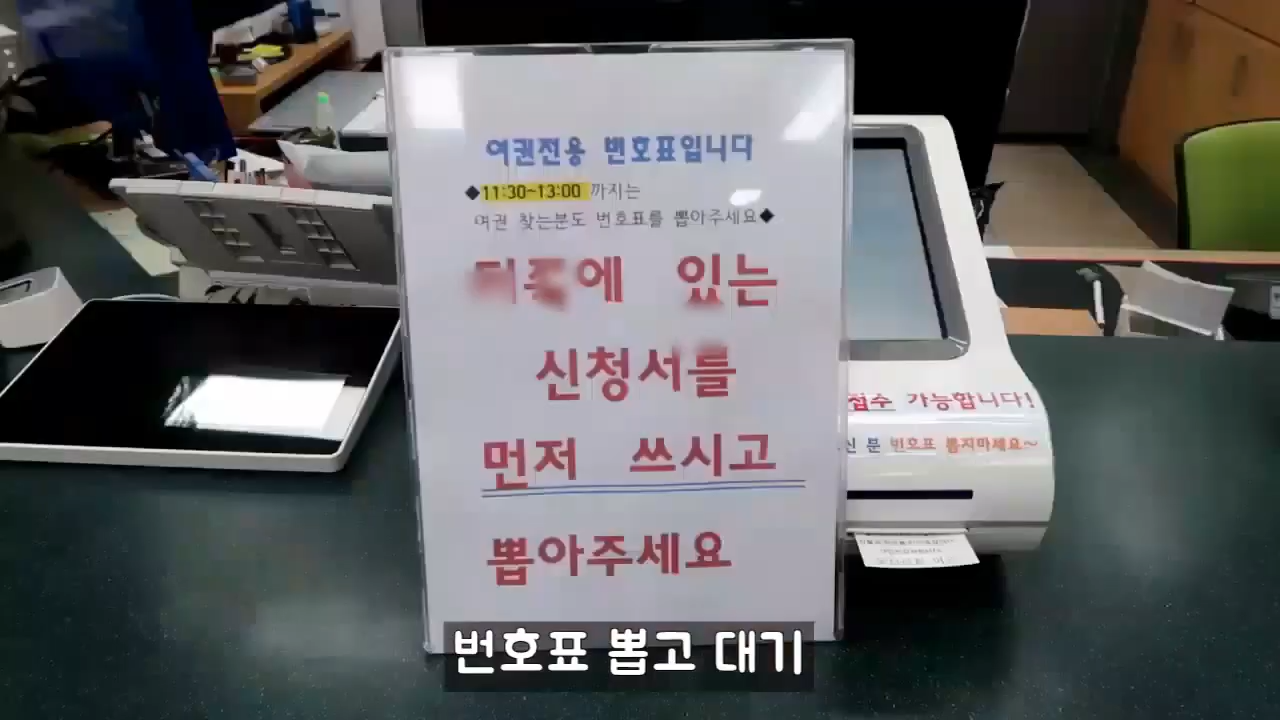 여권전용 번호표입니다
◆11:30~13:00 까지는
여권 찾는분도 번호표를 뽑아주세요◆
있는
신청서를
먼저 쓰시고
뽑아주세요
접수 가능합니다!
신 분 번호표 뽑지마세요~
번호표 뽑고 대기